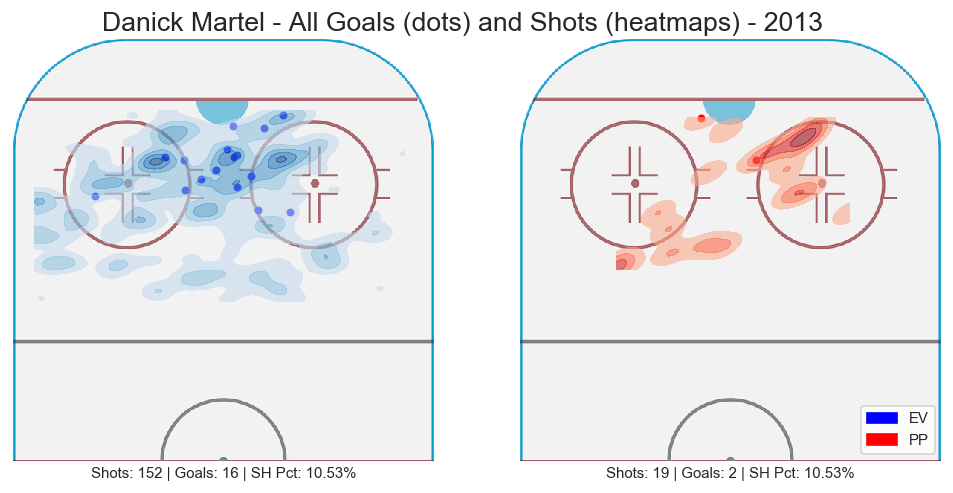 Danick Martel - All Goals (dots) and Shots (heatmaps) - 2013
EV
PP
Shots: 152 | Goals: 16 | SH Pct: 10.53%
Shots: 19 | Goals: 2 | SH Pct: 10.53%